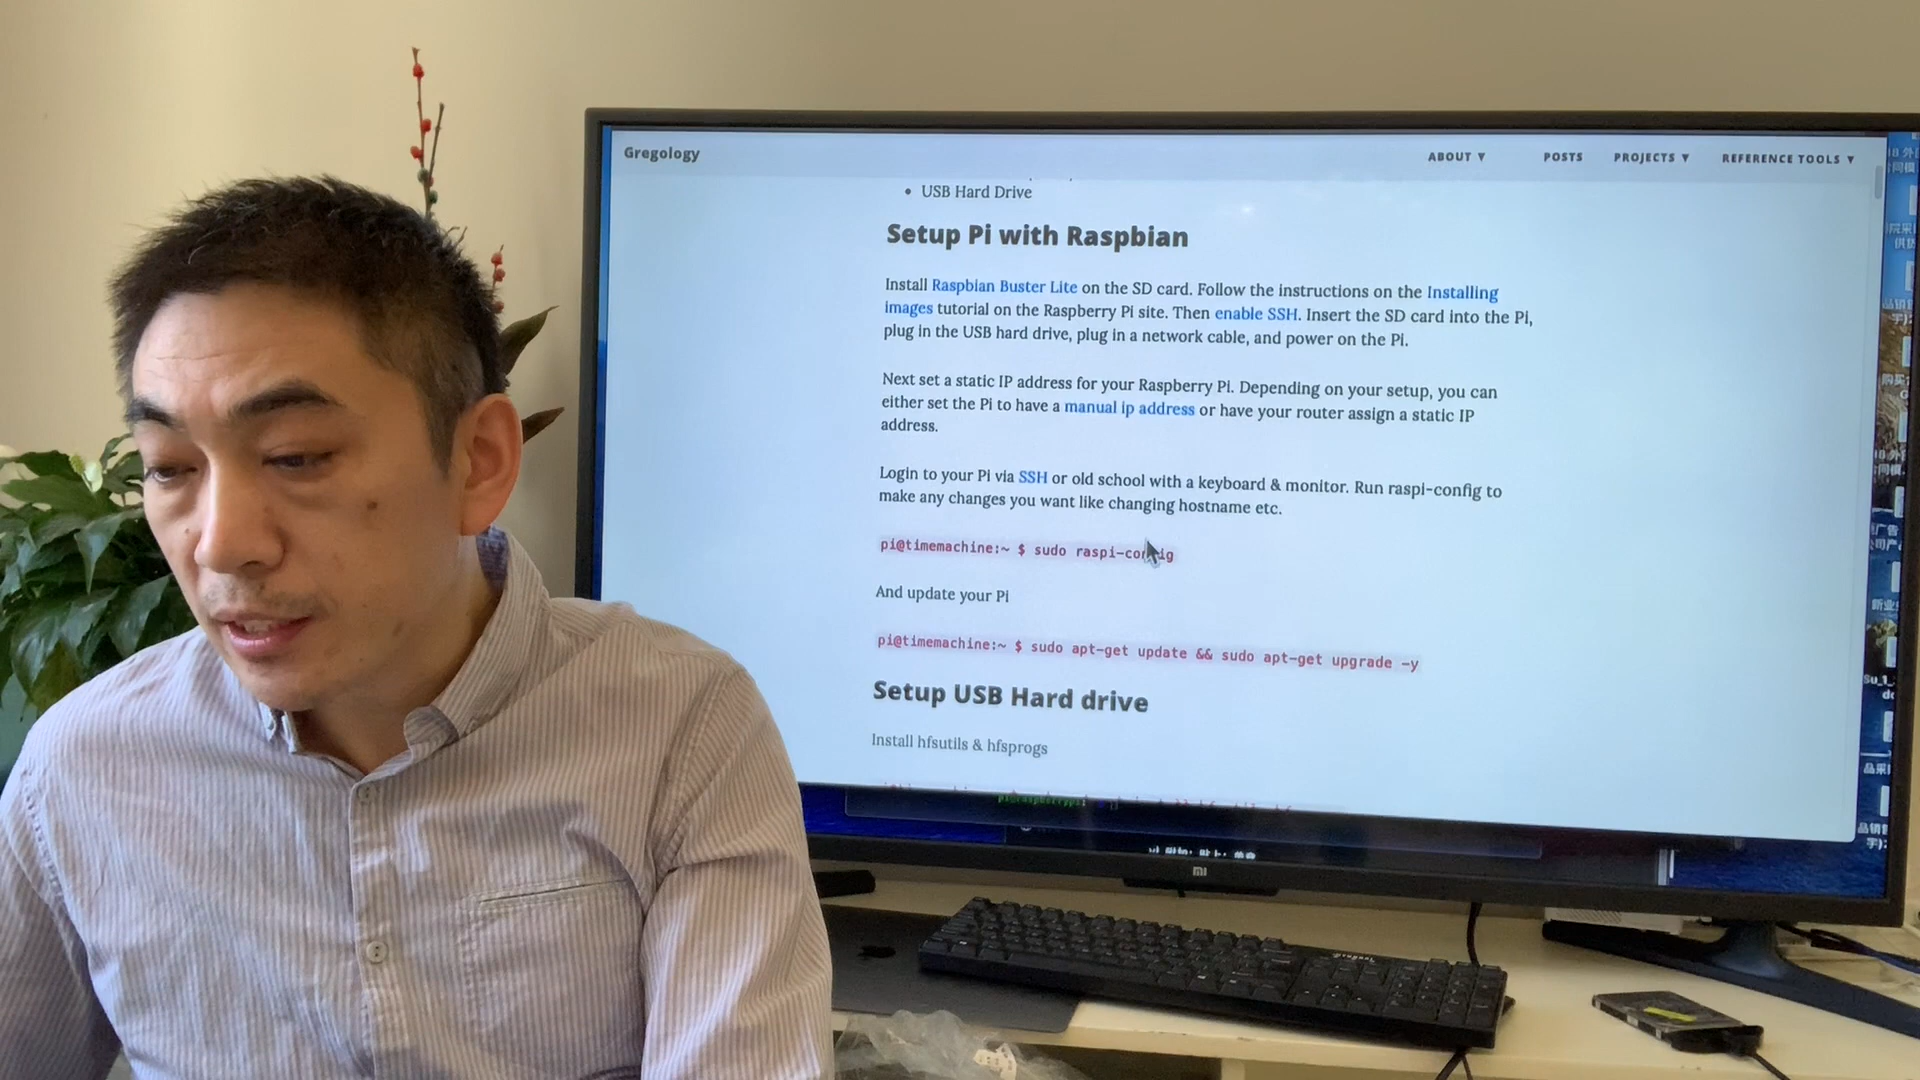 Gregology
ABOUT ▼
POSTS
PROJECTS ▼
REFERENCE TOOLS ▼
• USB Hard Drive
Setup Pi with Raspbian
Install Raspbian Buster Lite on the SD card. Follow the instructions on the Installing
images tutorial on the Raspberry Pi site. Then enable SSH. Insert the SD card into the Pi,
plug in the USB hard drive, plug in a network cable, and power on the Pi.
Next set a static IP address for your Raspberry Pi. Depending on your setup, you can
either set the Pi to have a manual ip address or have your router assign a static IP
address.
Login to your Pi via SSH or old school with a keyboard & monitor. Run raspi-config to
make any changes you want like changing hostname etc.
pi@timemachine:~ $ sudo raspi-config
And update your Pi
pi@timemachine:~ $ sudo apt-get update && sudo apt-get upgrade -y
Setup USB Hard drive
Install hfsutils & hfsprogs
mi